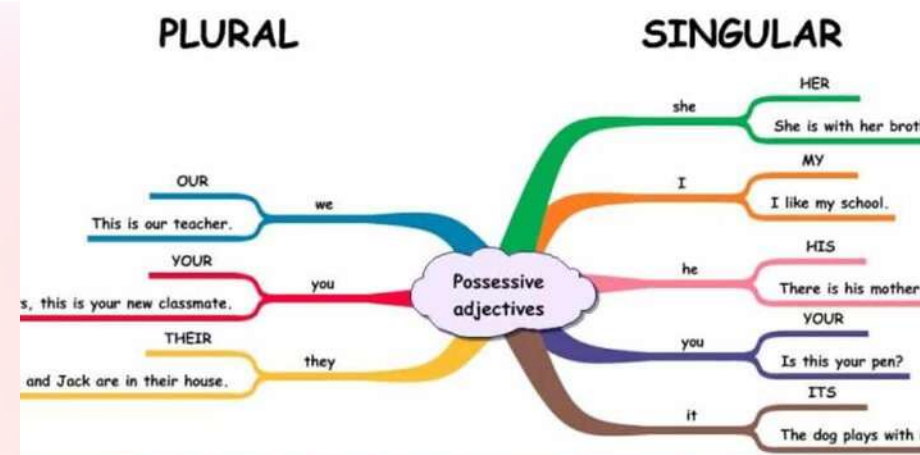 PLURAL
SINGULAR
OUR
we
This is our teacher.
YOUR
you
this is your new classmate.
THEIR
they
and Jack are in their house.
Possessive
adjectives
HER
she
She is with her
MY
I
I like my school.
HIS
he
There is his mother
YOUR
you
Is this your pen?
ITS
it
The dog plays with